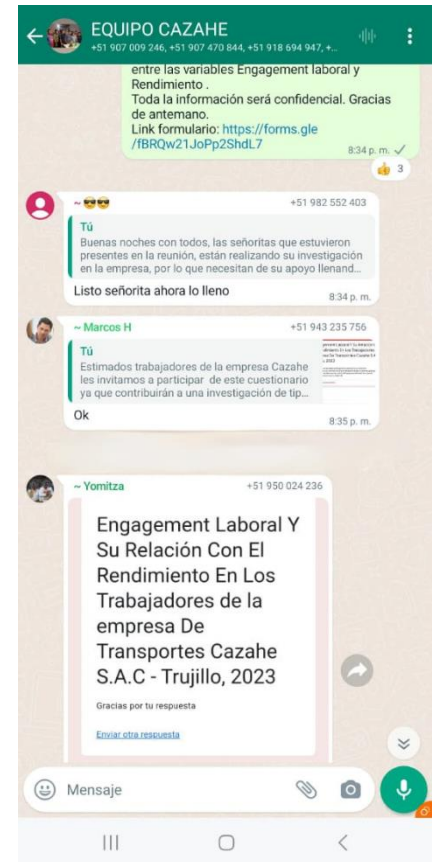 EQUIPO CAZAHE
+51 907 009 246, +51 907 470 844, +51 918 694 947, +...
entre las variables Engagement laboral y
Rendimiento .
Toda la información será confidencial. Gracias
de antemano.
Link formulario: https://forms.gle
/fBRQw21JoPp2ShdL7
8:34 p. m.
3
~ 😎😎 +51 982 552 403
Tú
Buenas noches con todos, las señoritas que estuvieron
presentes en la reunión, están realizando su investigación
en la empresa, por lo que necesitan de su apoyo llenand...
Listo señorita ahora lo lleno
8:34 p. m.
~ Marcos H +51 943 235 756
Tú
Estimados trabajadores de la empresa Cazahe
les invitamos a participar de este cuestionario
ya que contribuirán a una investigación de tip...
Ok
8:35 p. m.
~ Yomitza +51 950 024 236
Engagement Laboral Y
Su Relación Con El
Rendimiento En Los
Trabajadores de la
empresa De
Transportes Cazahe
S.A.C - Trujillo, 2023
Gracias por tu respuesta
Enviar otra respuesta
Mensaje